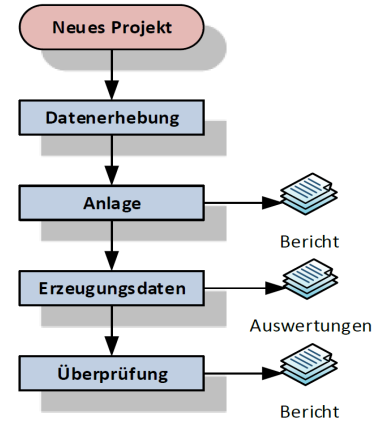 Neues Projekt
Datenerhebung
Anlage
Bericht
Erzeugungsdaten
Auswertungen
Überprüfung
Bericht